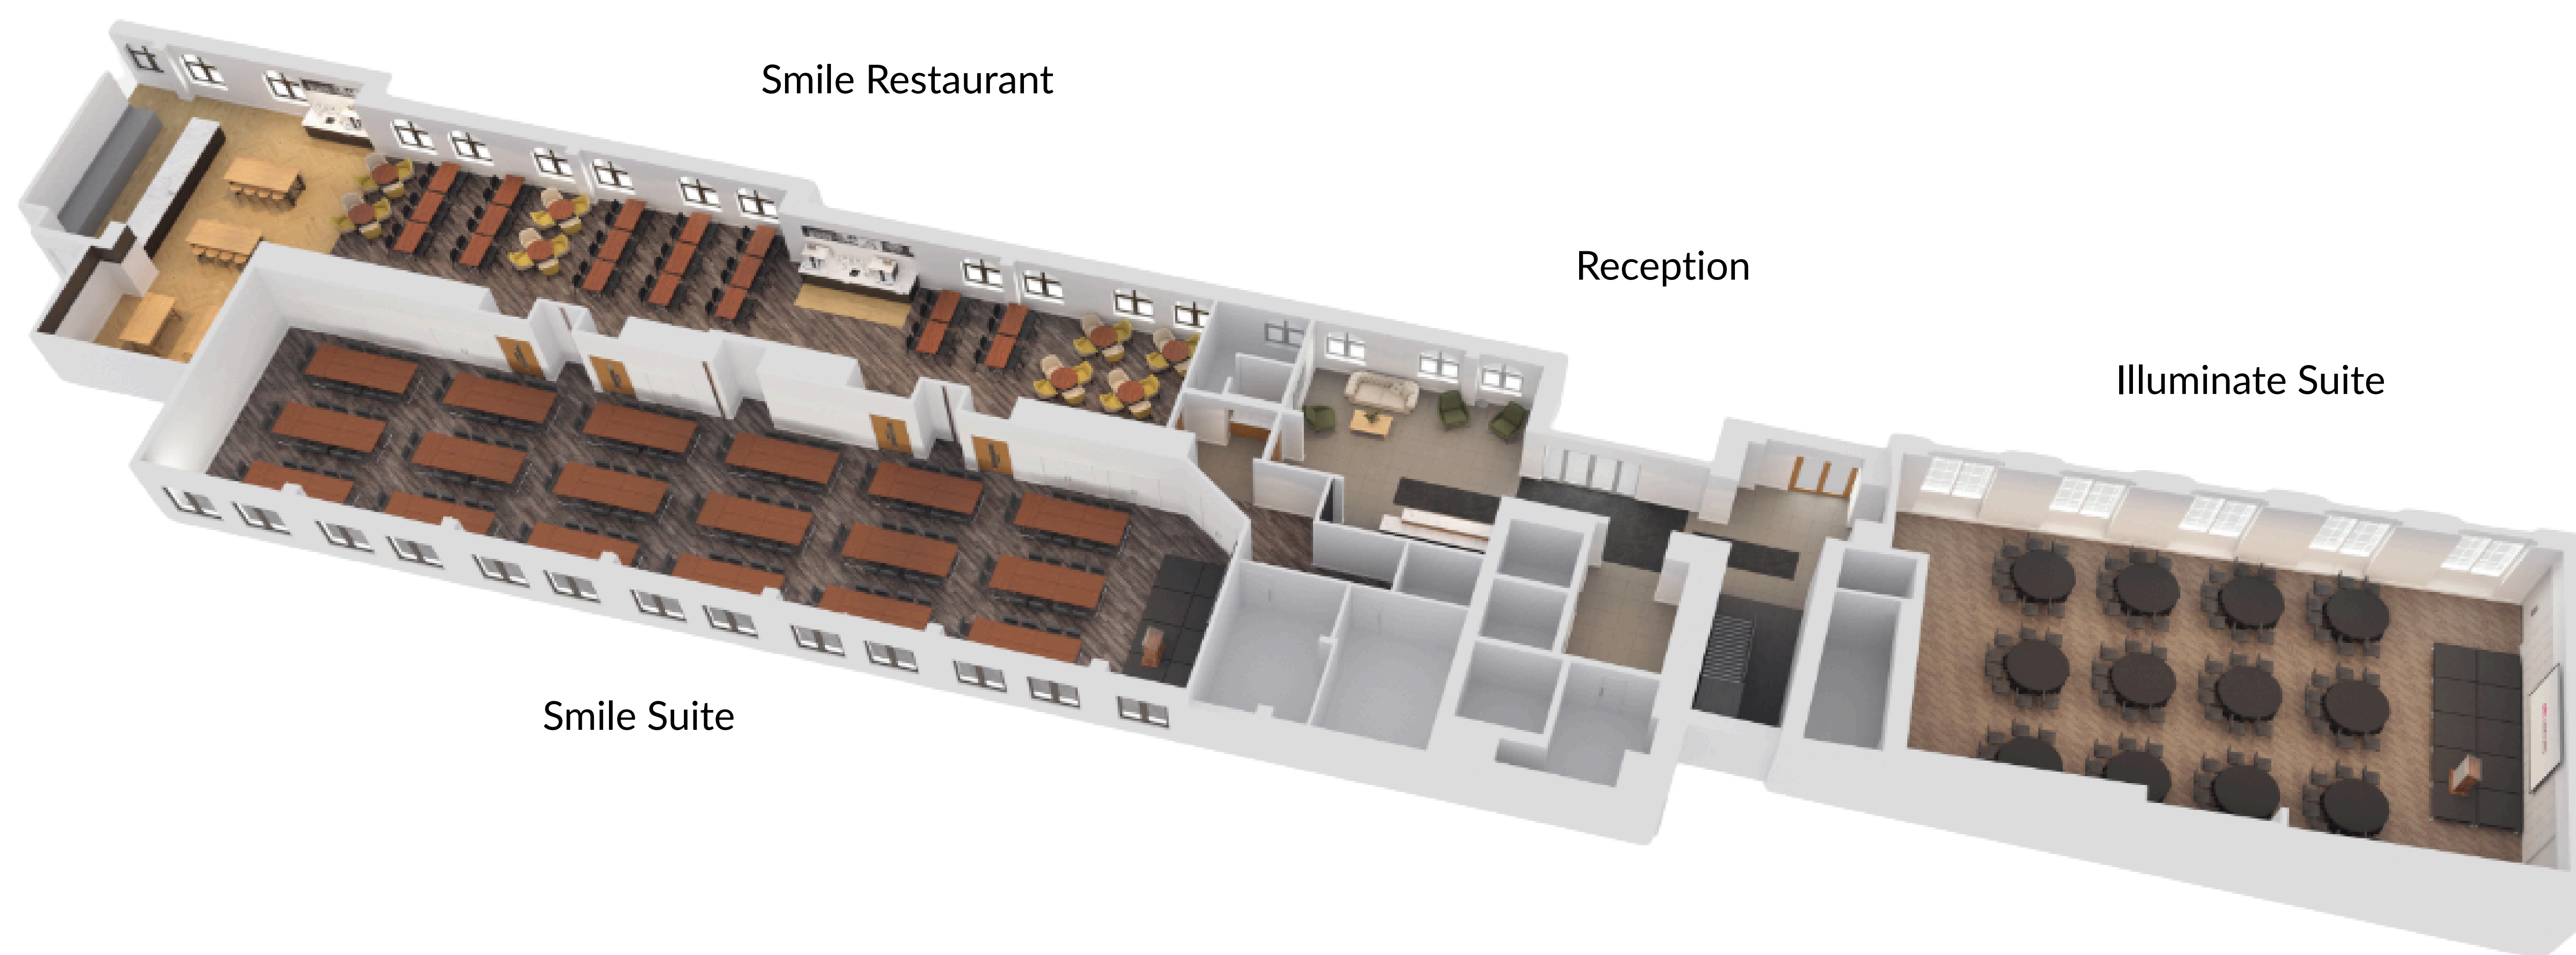 Smile Restaurant
Reception
Illuminate Suite
Smile Suite